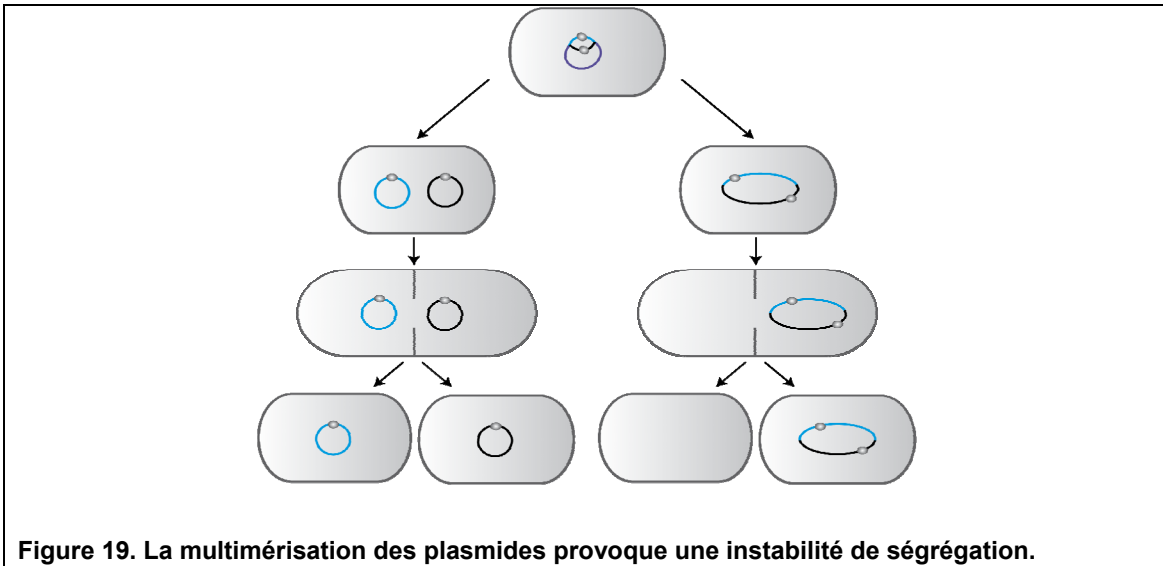 Figure 19. La multimérisation des plasmides provoque une instabilité de ségrégation.